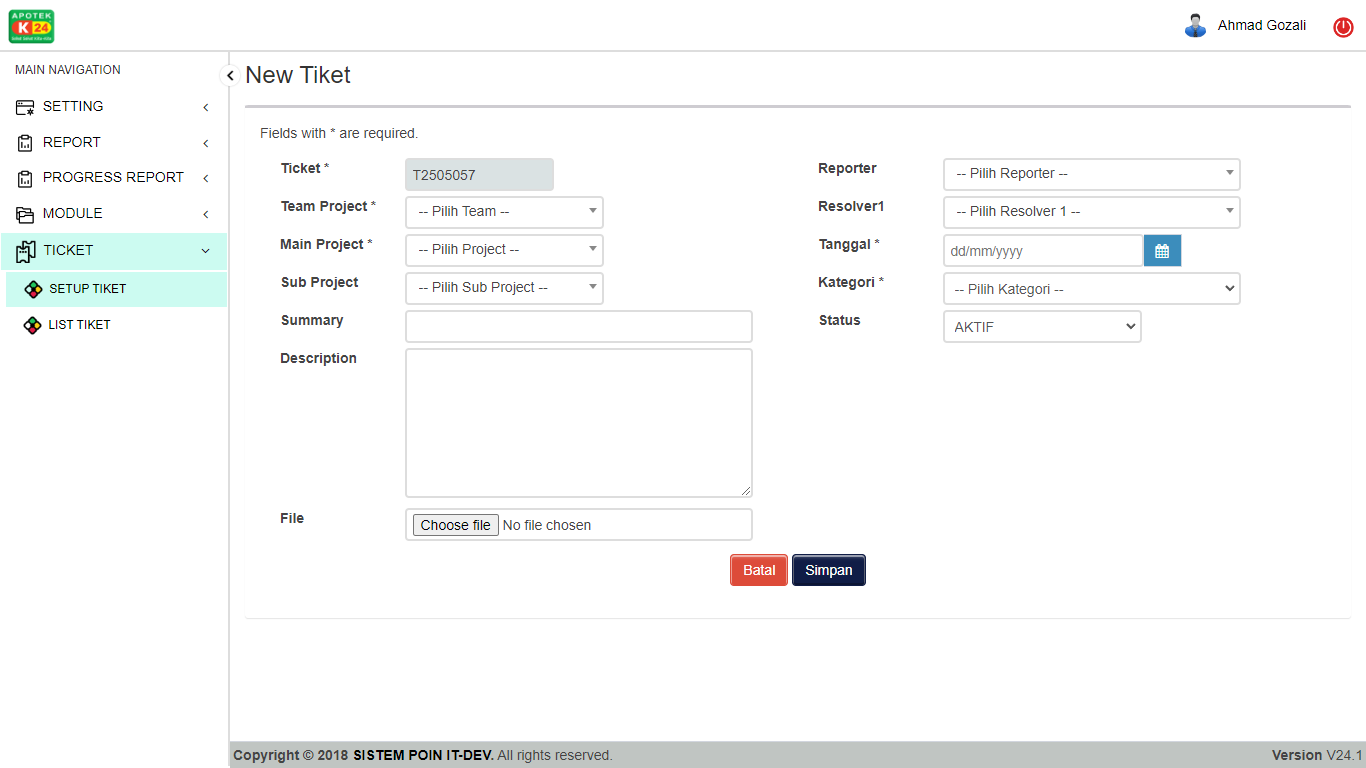 APOTEK
K 24
Ahmad Gozali
MAIN NAVIGATION
SETTING
REPORT
PROGRESS REPORT
MODULE
TICKET
SETUP TIKET
LIST TIKET
New Tiket
Fields with * are required.
Ticket *
T2505057
Team Project *
-- Pilih Team --
Main Project *
-- Pilih Project --
Sub Project
-- Pilih Sub Project --
Summary
Description
File
Choose file No file chosen
Reporter
-- Pilih Reporter --
Resolver1
-- Pilih Resolver 1 --
Tanggal *
dd/mm/yyyy
Kategori *
-- Pilih Kategori --
Status
AKTIF
Batal Simpan
Copyright © 2018 SISTEM POIN IT-DEV. All rights reserved.
Version V24.1